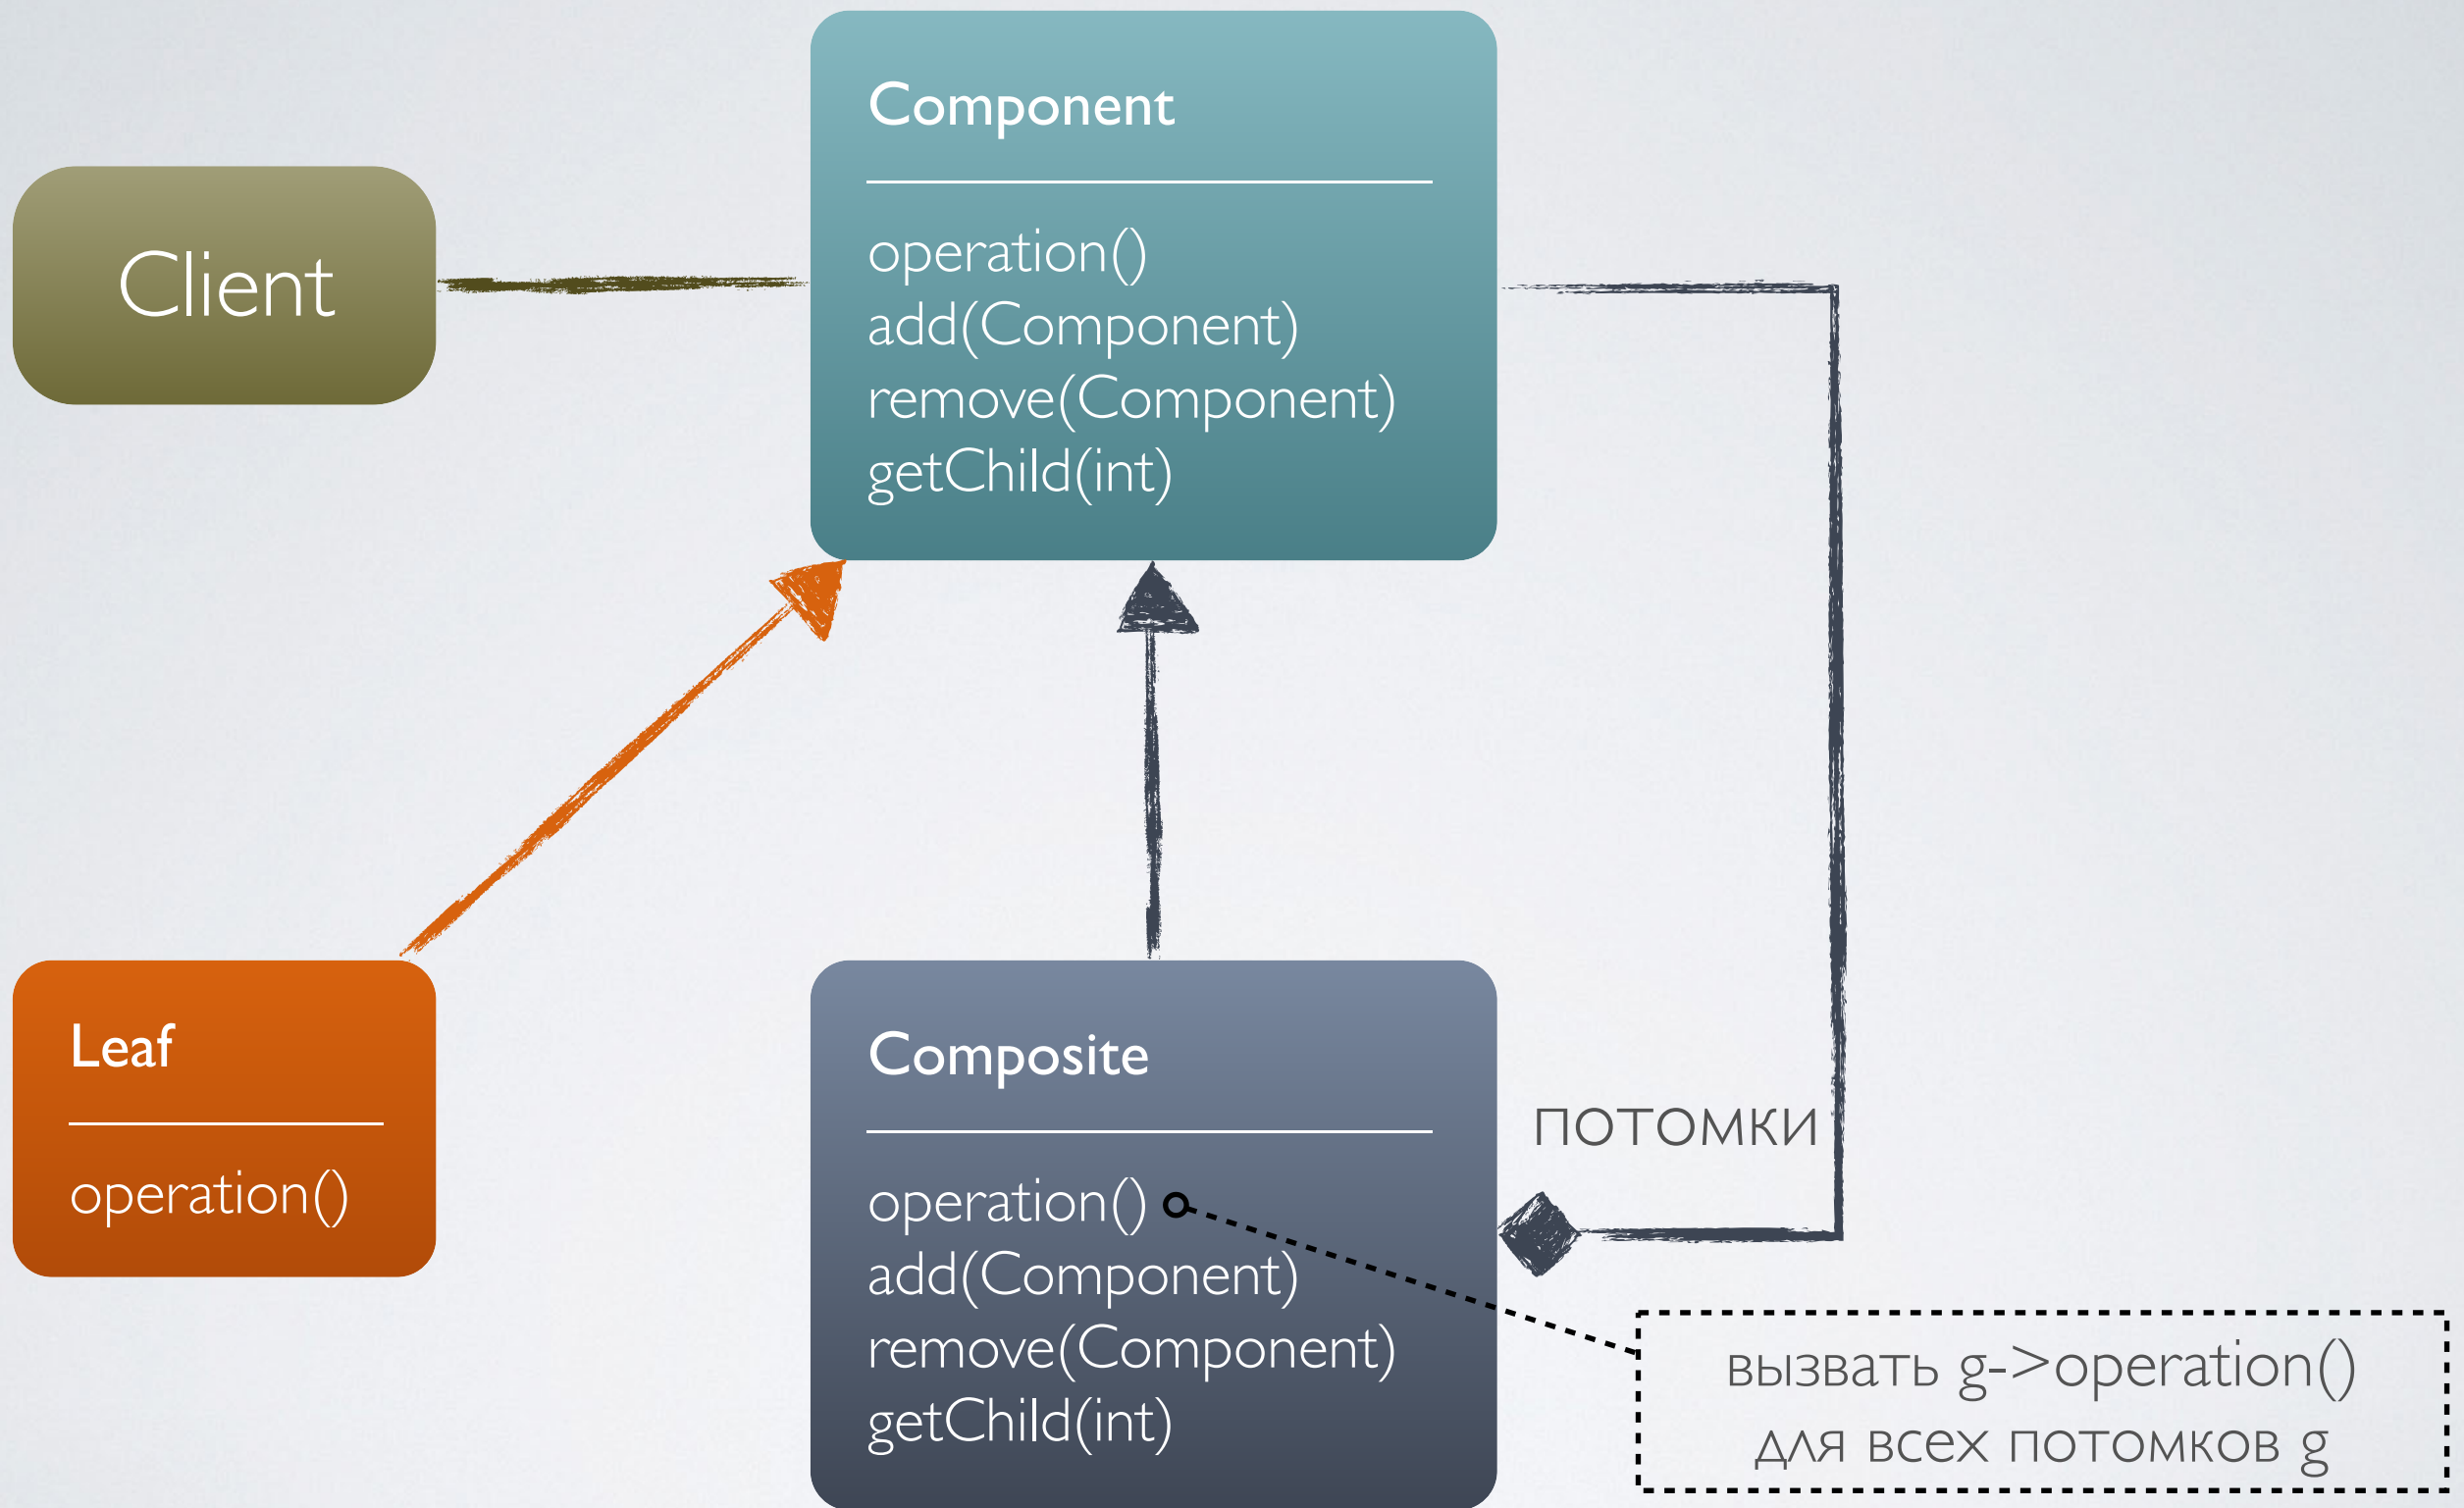 Component
operation()
add(Component)
remove(Component)
getChild(int)
Client
Leaf
operation()
Composite
operation()
add(Component)
remove(Component)
getChild(int)
потомки
вызвать g->operation()
для всех потомков g